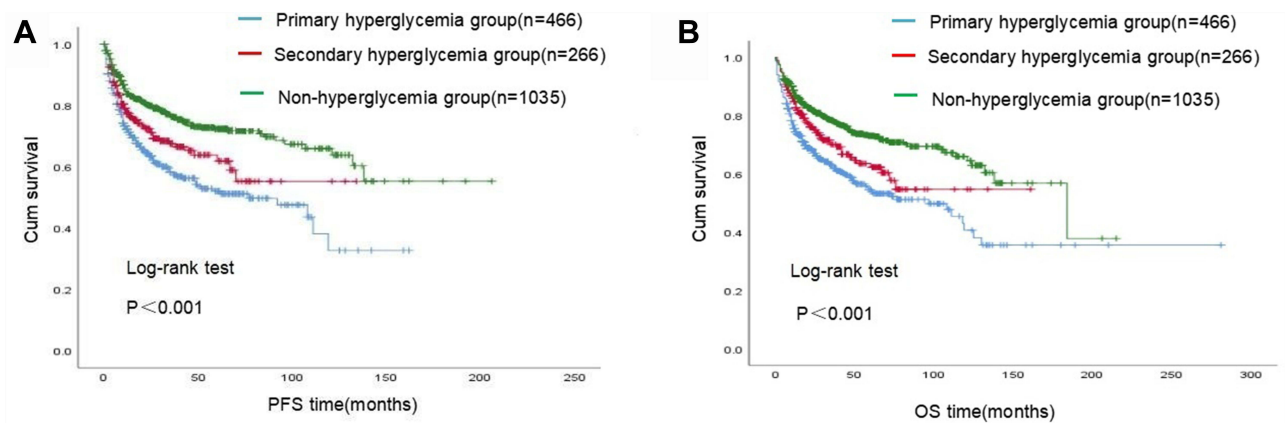 A
Primary hyperglycemia group(n=466)
Secondary hyperglycemia group(n=266)
Non-hyperglycemia group(n=1035)
1.0
0.8
0.6
0.4
0.2
0.0
Cum survival
Log-rank test
P＜0.001
0 50 100 150 200 250
PFS time(months)
B
Primary hyperglycemia group(n=466)
Secondary hyperglycemia group(n=266)
Non-hyperglycemia group(n=1035)
1.0
0.8
0.6
0.4
0.2
0.0
Cum survival
Log-rank test
P＜0.001
0 50 100 150 200 250 300
OS time(months)